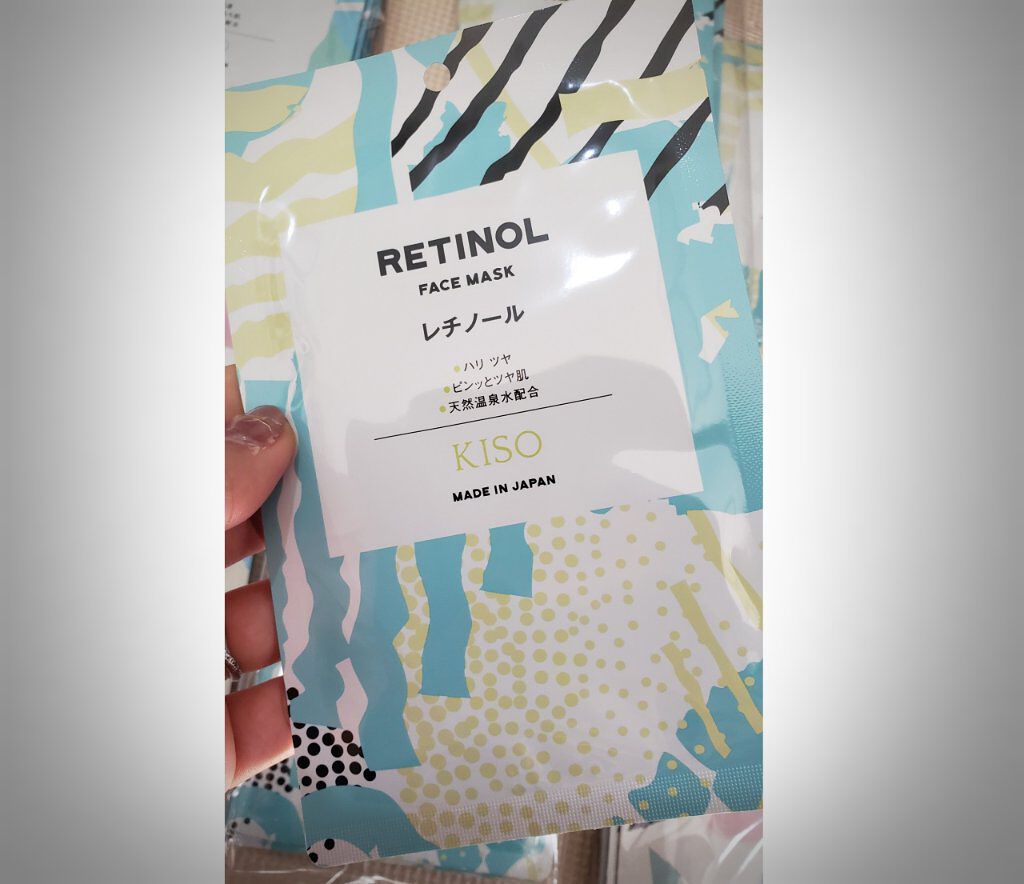 RETINOL
FACE MASK
レチノール
●ハリ ツヤ
●ピンッとツヤ肌
●天然温泉水配合
KISO
MADE IN JAPAN